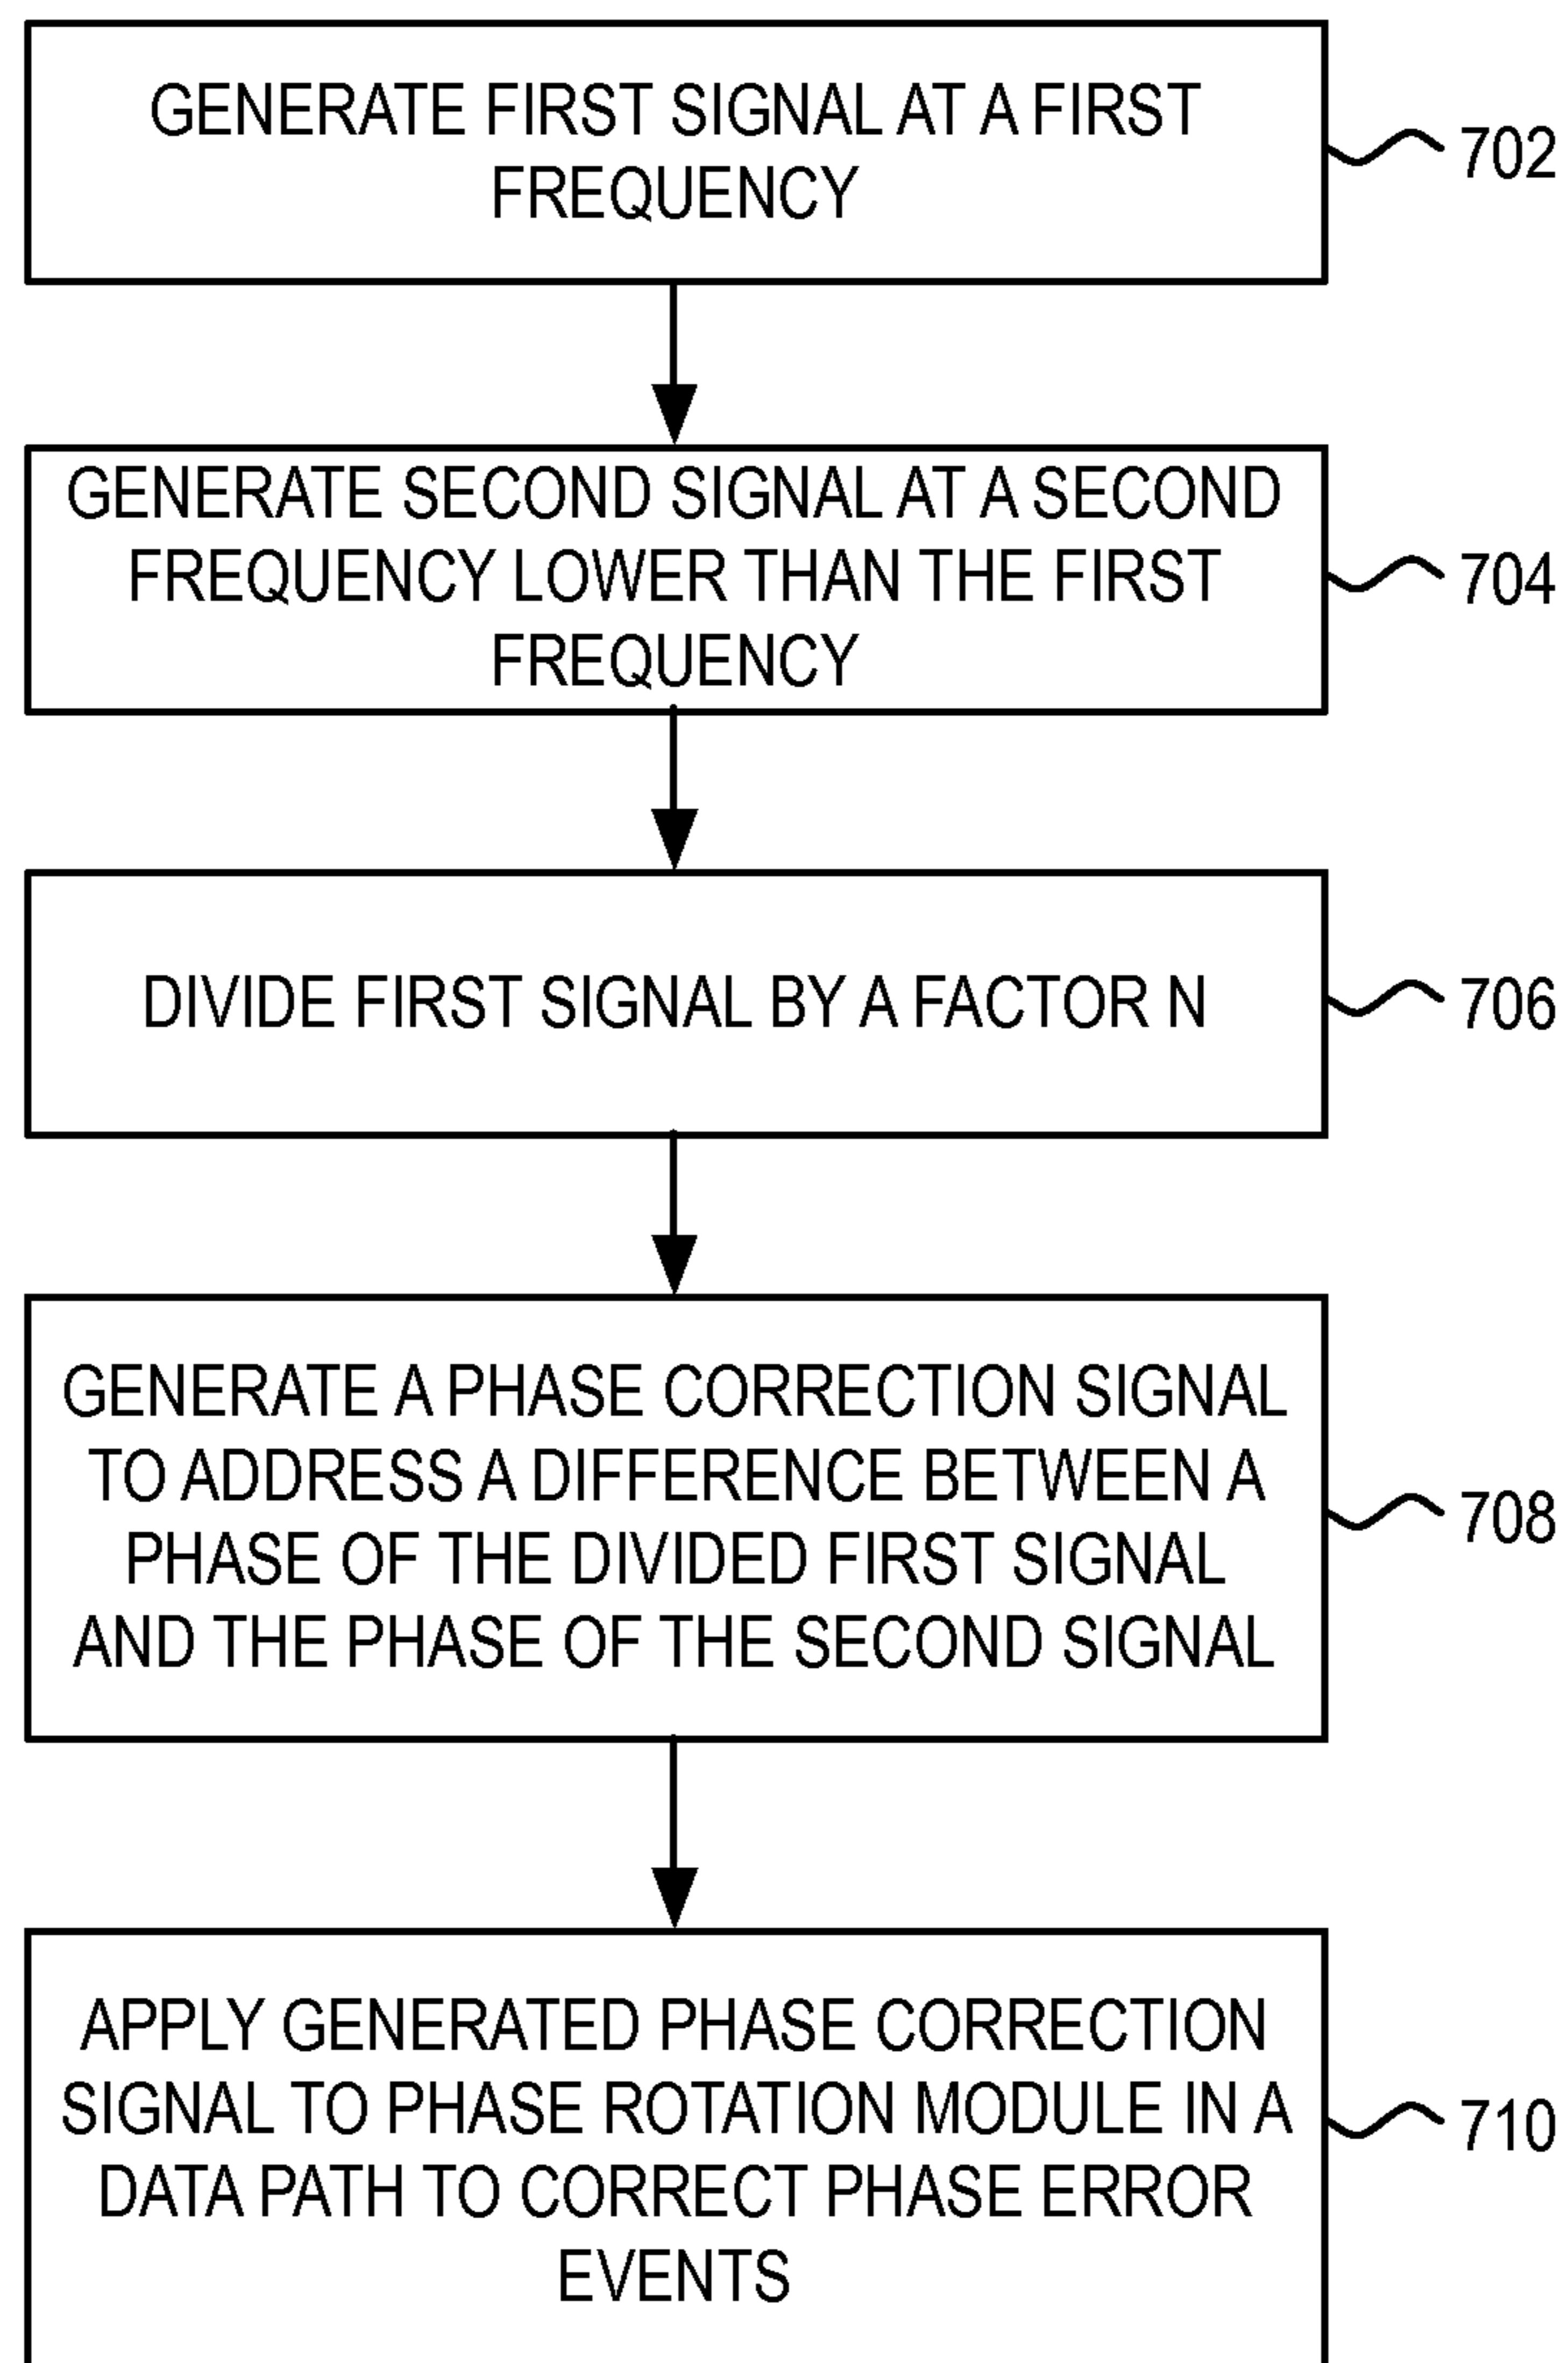 GENERATE FIRST SIGNAL AT A FIRST
FREQUENCY
702
GENERATE SECOND SIGNAL AT A SECOND
FREQUENCY LOWER THAN THE FIRST
FREQUENCY
704
DIVIDE FIRST SIGNAL BY A FACTOR N
706
GENERATE A PHASE CORRECTION SIGNAL
TO ADDRESS A DIFFERENCE BETWEEN A
PHASE OF THE DIVIDED FIRST SIGNAL
AND THE PHASE OF THE SECOND SIGNAL
708
APPLY GENERATED PHASE CORRECTION
SIGNAL TO PHASE ROTATION MODULE IN A
DATA PATH TO CORRECT PHASE ERROR
EVENTS
710